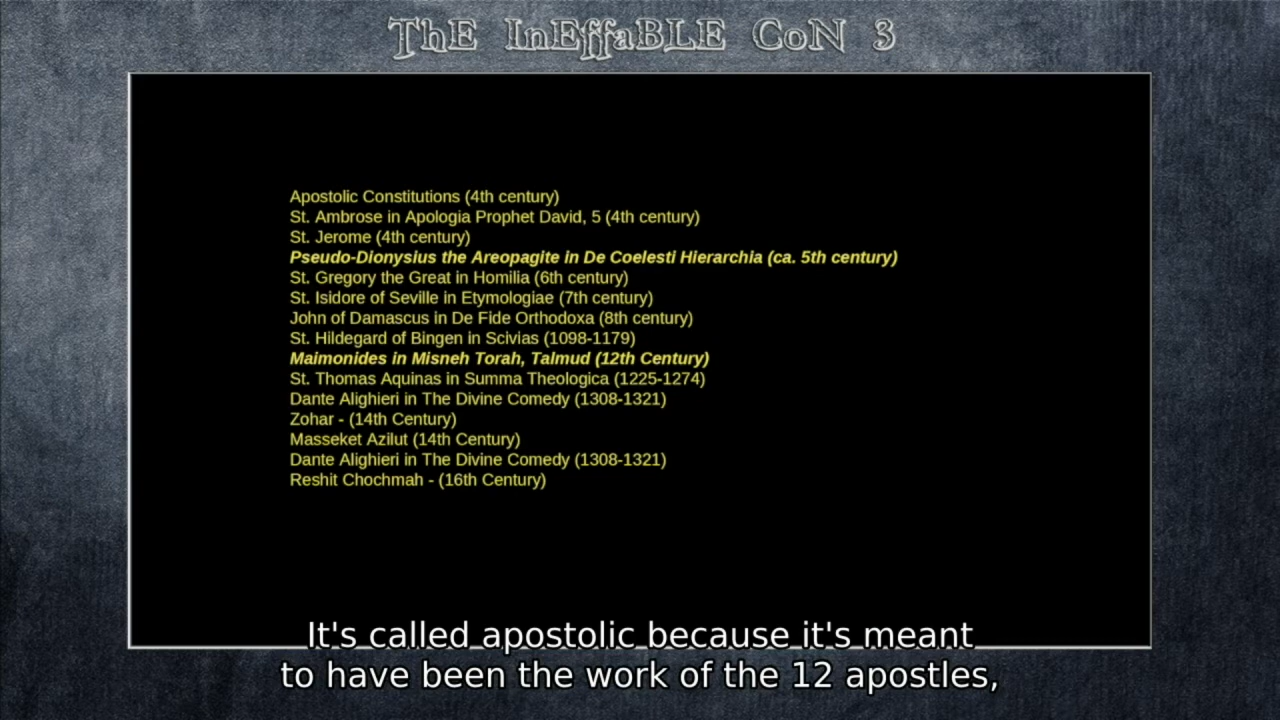 ThE InEffaBLE CoN 3
Apostolic Constitutions (4th century)
St. Ambrose in Apologia Prophet David, 5 (4th century)
St. Jerome (4th century)
Pseudo-Dionysius the Areopagite in De Coelesti Hierarchia (ca. 5th century)
St. Gregory the Great in Homilia (6th century)
St. Isidore of Seville in Etymologiae (7th century)
John of Damascus in De Fide Orthodoxa (8th century)
St. Hildegard of Bingen in Scivias (1098-1179)
Maimonides in Misneh Torah, Talmud (12th Century)
St. Thomas Aquinas in Summa Theologica (1225-1274)
Dante Alighieri in The Divine Comedy (1308-1321)
Zohar - (14th Century)
Masseket Azilut (14th Century)
Dante Alighieri in The Divine Comedy (1308-1321)
Reshit Chochmah - (16th Century)
It's called apostolic because it's meant
to have been the work of the 12 apostles,